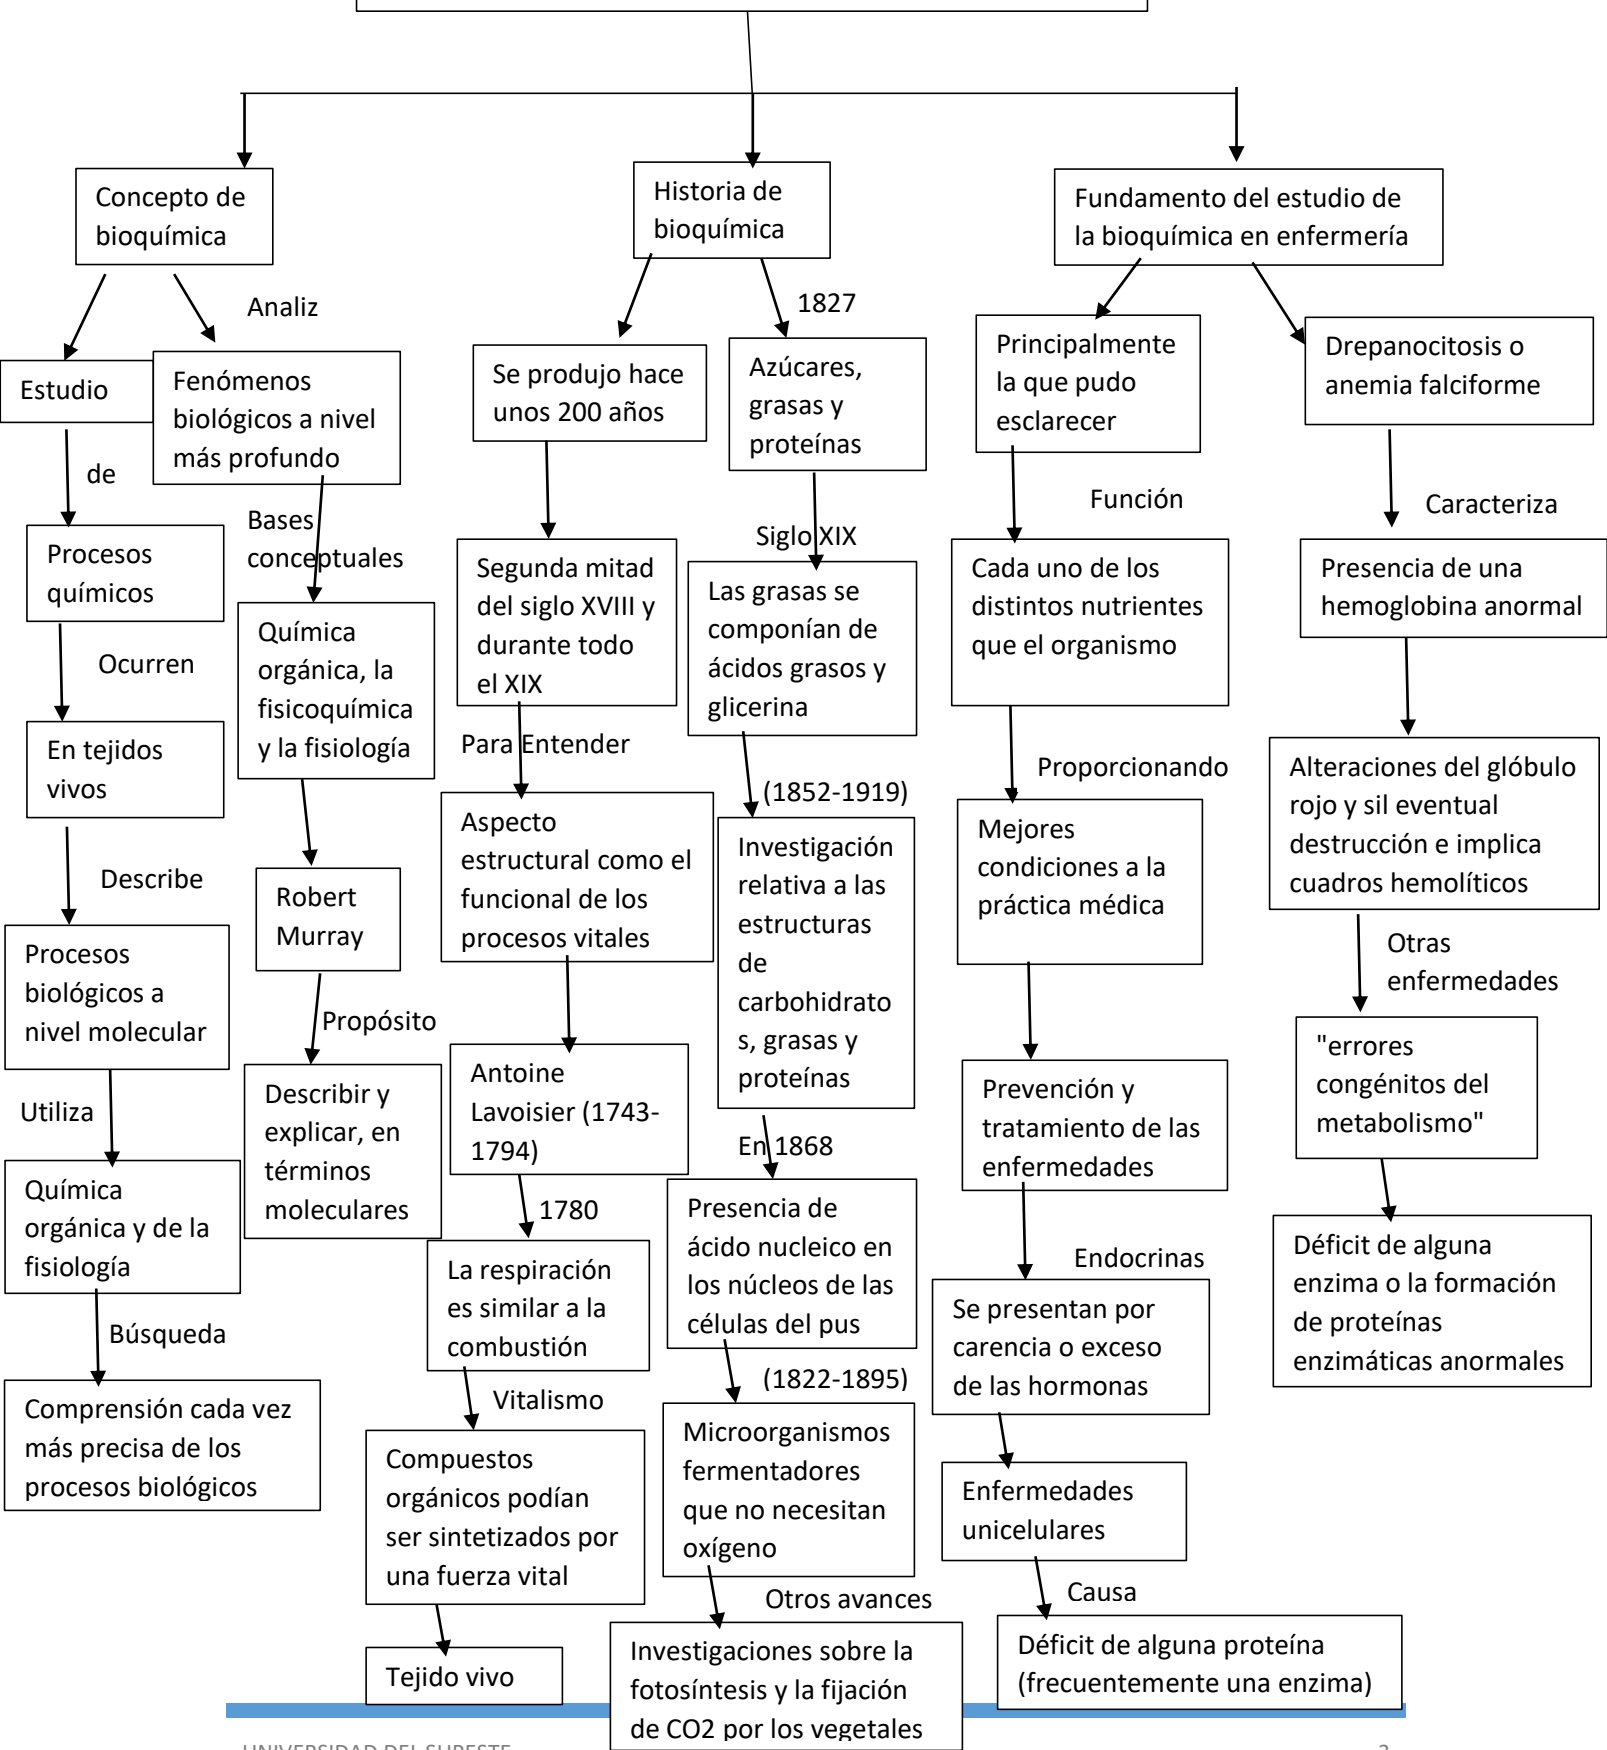 Concepto de
bioquímica
Historia de
bioquímica
Fundamento del estudio de
la bioquímica en enfermería
Analiz
1827
Estudio
Fenómenos
biológicos a nivel
más profundo
Se produjo hace
unos 200 años
Azúcares,
grasas y
proteínas
Principalmente
la que pudo
esclarecer
Drepanocitosis o
anemia falciforme
de
Bases
conceptuales
Siglo XIX
Función
Caracteriza
Procesos
químicos
Química
orgánica, la
fisicoquímica
y la fisiología
Segunda mitad
del siglo XVIII y
durante todo
el XIX
Las grasas se
componían de
ácidos grasos y
glicerina
Cada uno de los
distintos nutrientes
que el organismo
Presencia de una
hemoglobina anormal
Ocurren
Para Entender
(1852-1919)
Proporcionando
En tejidos
vivos
Aspecto
estructural como el
funcional de los
procesos vitales
Investigación
relativa a las
estructuras
de
carbohidrato
s, grasas y
proteínas
Mejores
condiciones a la
práctica médica
Alteraciones del glóbulo
rojo y sil eventual
destrucción e implica
cuadros hemolíticos
Describe
Robert
Murray
Otras
enfermedades
Procesos
biológicos a
nivel molecular
Propósito
Describir y
explicar, en
términos
moleculares
Antoine
Lavoisier (1743-
1794)
Prevención y
tratamiento de las
enfermedades
"errores
congénitos del
metabolismo"
Utiliza
En 1868
1780
Química
orgánica y de la
fisiología
La respiración
es similar a la
combustión
Presencia de
ácido nucleico en
los núcleos de las
células del pus
Endocrinas
Se presentan por
carencia o exceso
de las hormonas
Déficit de alguna
enzima o la formación
de proteínas
enzimáticas anormales
Búsqueda
Vitalismo
(1822-1895)
Comprensión cada vez
más precisa de los
procesos biológicos
Compuestos
orgánicos podían
ser sintetizados por
una fuerza vital
Microorganismos
fermentadores
que no necesitan
oxígeno
Enfermedades
unicelulares
Otros avances
Causa
Tejido vivo
Investigaciones sobre la
fotosíntesis y la fijación
de CO2 por los vegetales
Déficit de alguna proteína
(frecuentemente una enzima)
UNIVERSIDAD DEL SURESTE